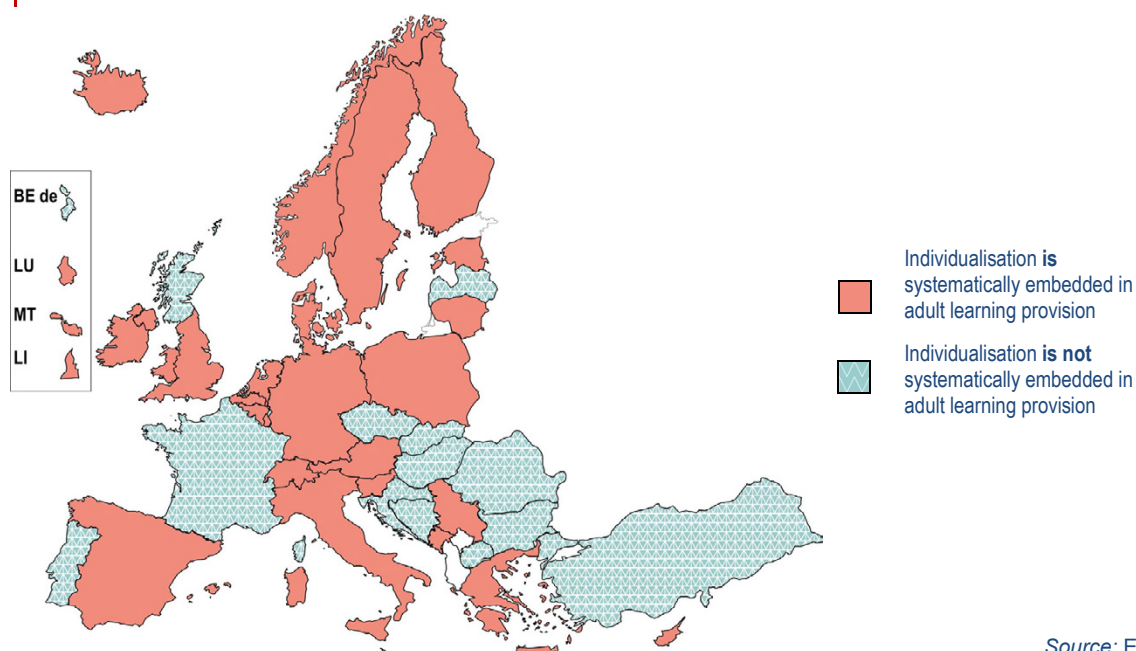 BE de
LU
MT
LI
Individualisation is
systematically embedded in
adult learning provision
Individualisation is not
systematically embedded in
adult learning provision
Source: E